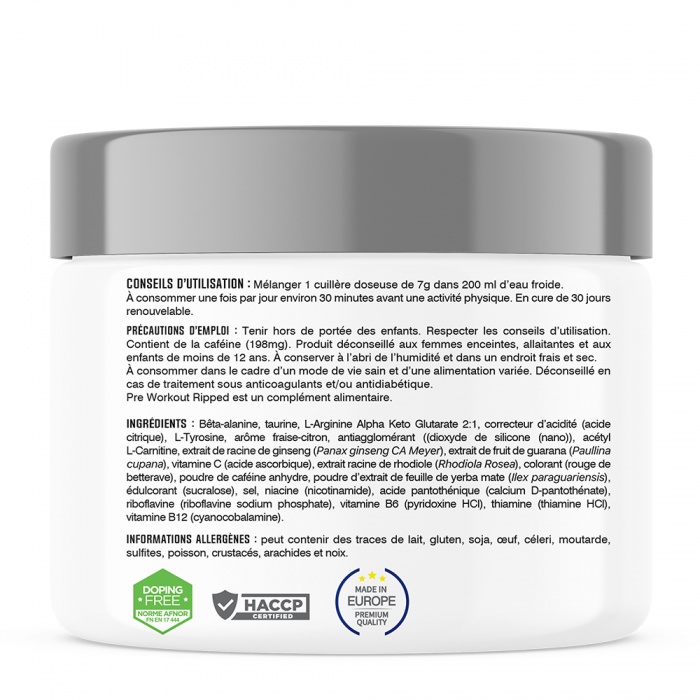 CONSEILS D'UTILISATION : Mélanger 1 cuillère doseuse de 7g dans 200 ml d'eau froide.
À consommer une fois par jour environ 30 minutes avant une activité physique. En cure de 30 jours
renouvelable.
PRÉCAUTIONS D'EMPLOI : Tenir hors de portée des enfants. Respecter les conseils d'utilisation.
Contient de la caféine (198mg). Produit déconseillé aux femmes enceintes, allaitantes et aux
enfants de moins de 12 ans. À conserver à l'abri de l'humidité et dans un endroit frais et sec.
À consommer dans le cadre d'un mode de vie sain et d'une alimentation variée. Déconseillé en
cas de traitement sous anticoagulants et/ou antidiabétique.
Pre Workout Ripped est un complément alimentaire.
INGRÉDIENTS : Bêta-alanine, taurine, L-Arginine Alpha Keto Glutarate 2:1, correcteur d'acidité (acide
citrique), L-Tyrosine, arôme fraise-citron, antiagglomérant ((dioxyde de silicone (nano)), acétyl
L-Carnitine, extrait de racine de ginseng (Panax ginseng CA Meyer), extrait de fruit de guarana (Paullina
cupana), vitamine C (acide ascorbique), extrait racine de rhodiole (Rhodiola Rosea), colorant (rouge de
betterave), poudre de caféine anhydre, poudre d'extrait de feuille de yerba mate (Ilex paraguariensis),
édulcorant (sucralose), sel, niacine (nicotinamide), acide pantothénique (calcium D-pantothénate),
riboflavine (riboflavine sodium phosphate), vitamine B6 (pyridoxine HCl), thiamine (thiamine HCl),
vitamine B12 (cyanocobalamine).
INFORMATIONS ALLERGÈNES : peut contenir des traces de lait, gluten, soja, œuf, céleri, moutarde,
sulfites, poisson, crustacés, arachides et noix.
DOPING
FREE
NORME AFNOR
FN EN 17 444
HACCP
CERTIFIED
MADE IN
EUROPE
PREMIUM
QUALITY